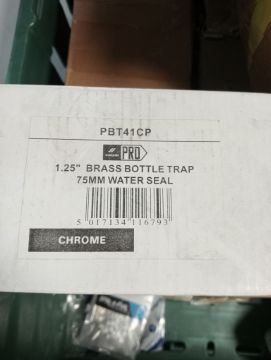 PBT41CP
PRO
1.25" BRASS BOTTLE TRAP
75MM WATER SEAL
5 017134 116793
CHROME